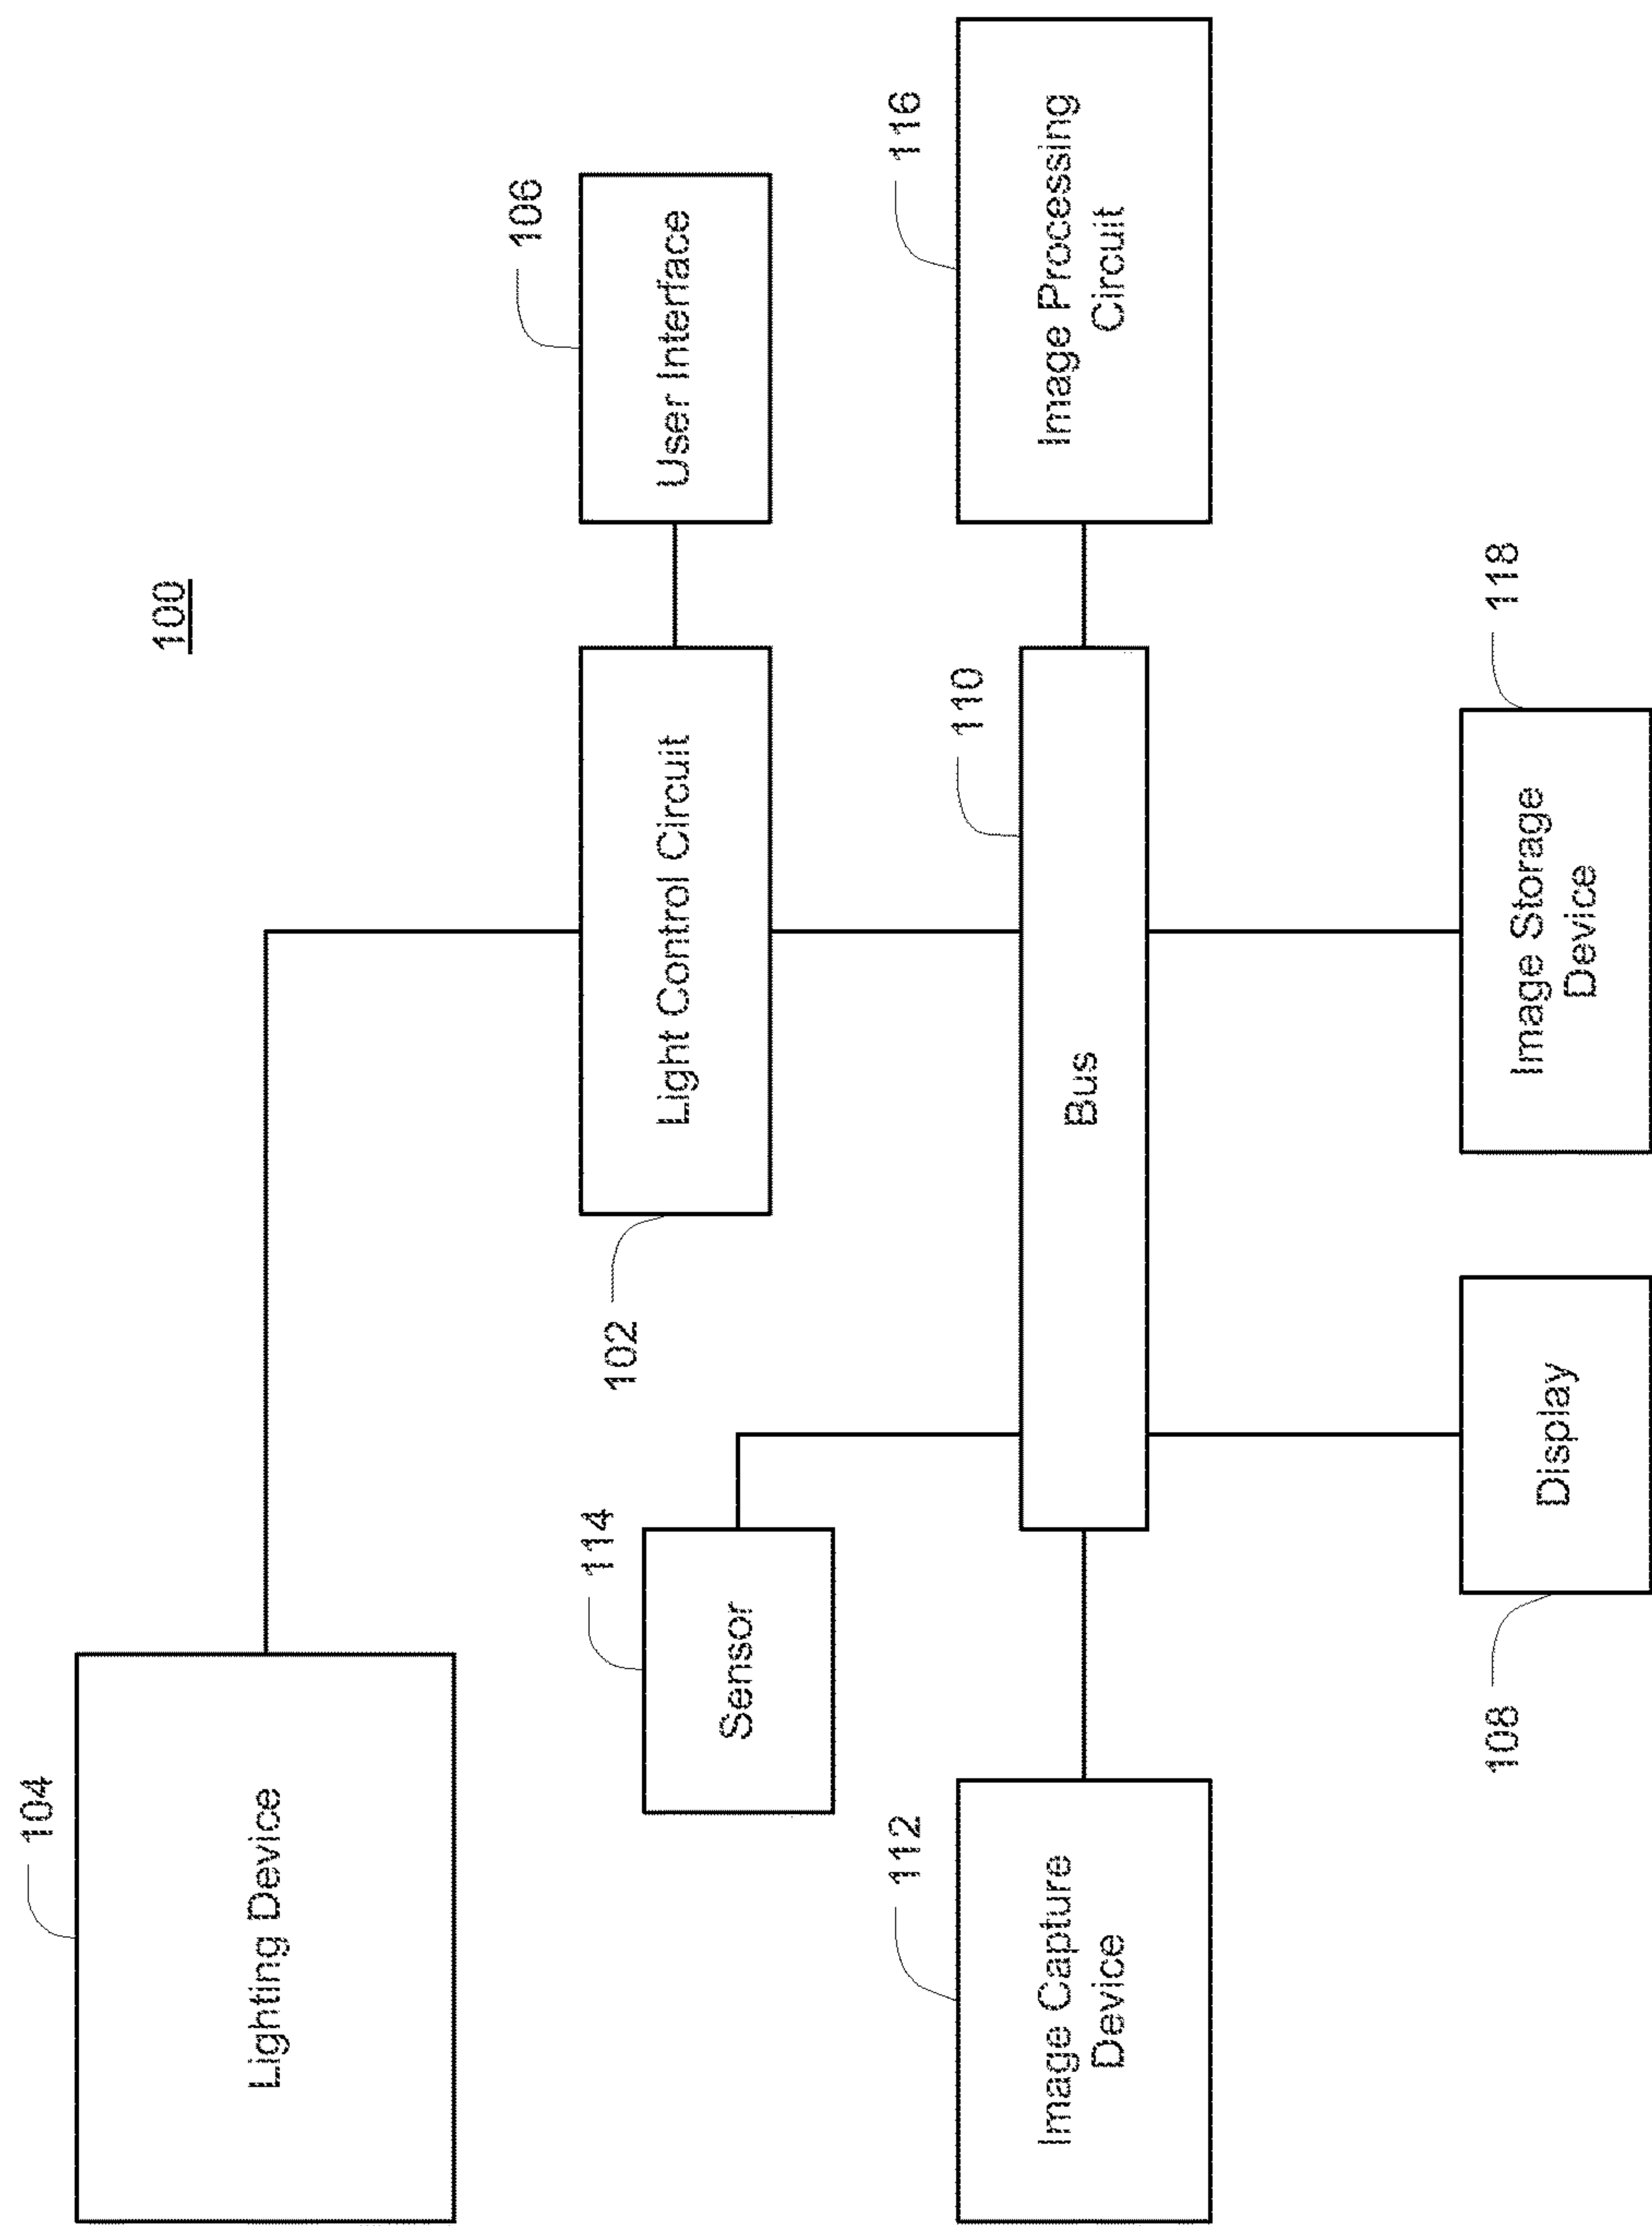 100
104
Lighting Device
Light Control Circuit
102
User Interface
106
114
Sensor
110
Bus
112
Image Capture
Device
116
Image Processing
Circuit
Display
108
Image Storage
Device
118